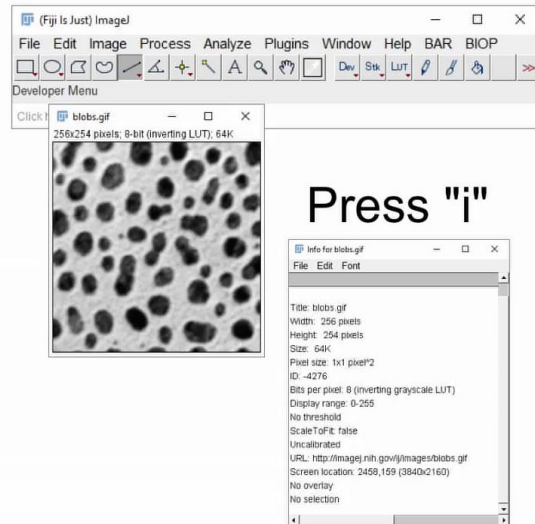 (Fiji Is Just) ImageJ
File Edit Image Process Analyze Plugins Window Help BAR BIOP
A Dev Stk LUT >>
Developer Menu
Click h
blobs.gif
256x254 pixels; 8-bit (inverting LUT); 64K
Press "i"
Info for blobs.gif
File Edit Font
Title: blobs.gif
Width: 256 pixels
Height: 254 pixels
Size: 64K
Pixel size: 1x1 pixel^2
ID: -4276
Bits per pixel: 8 (inverting grayscale LUT)
Display range: 0-255
No threshold
ScaleToFit: false
Uncalibrated
URL: http://imagej.nih.gov/ij/images/blobs.gif
Screen location: 2458,159 (3840x2160)
No overlay
No selection